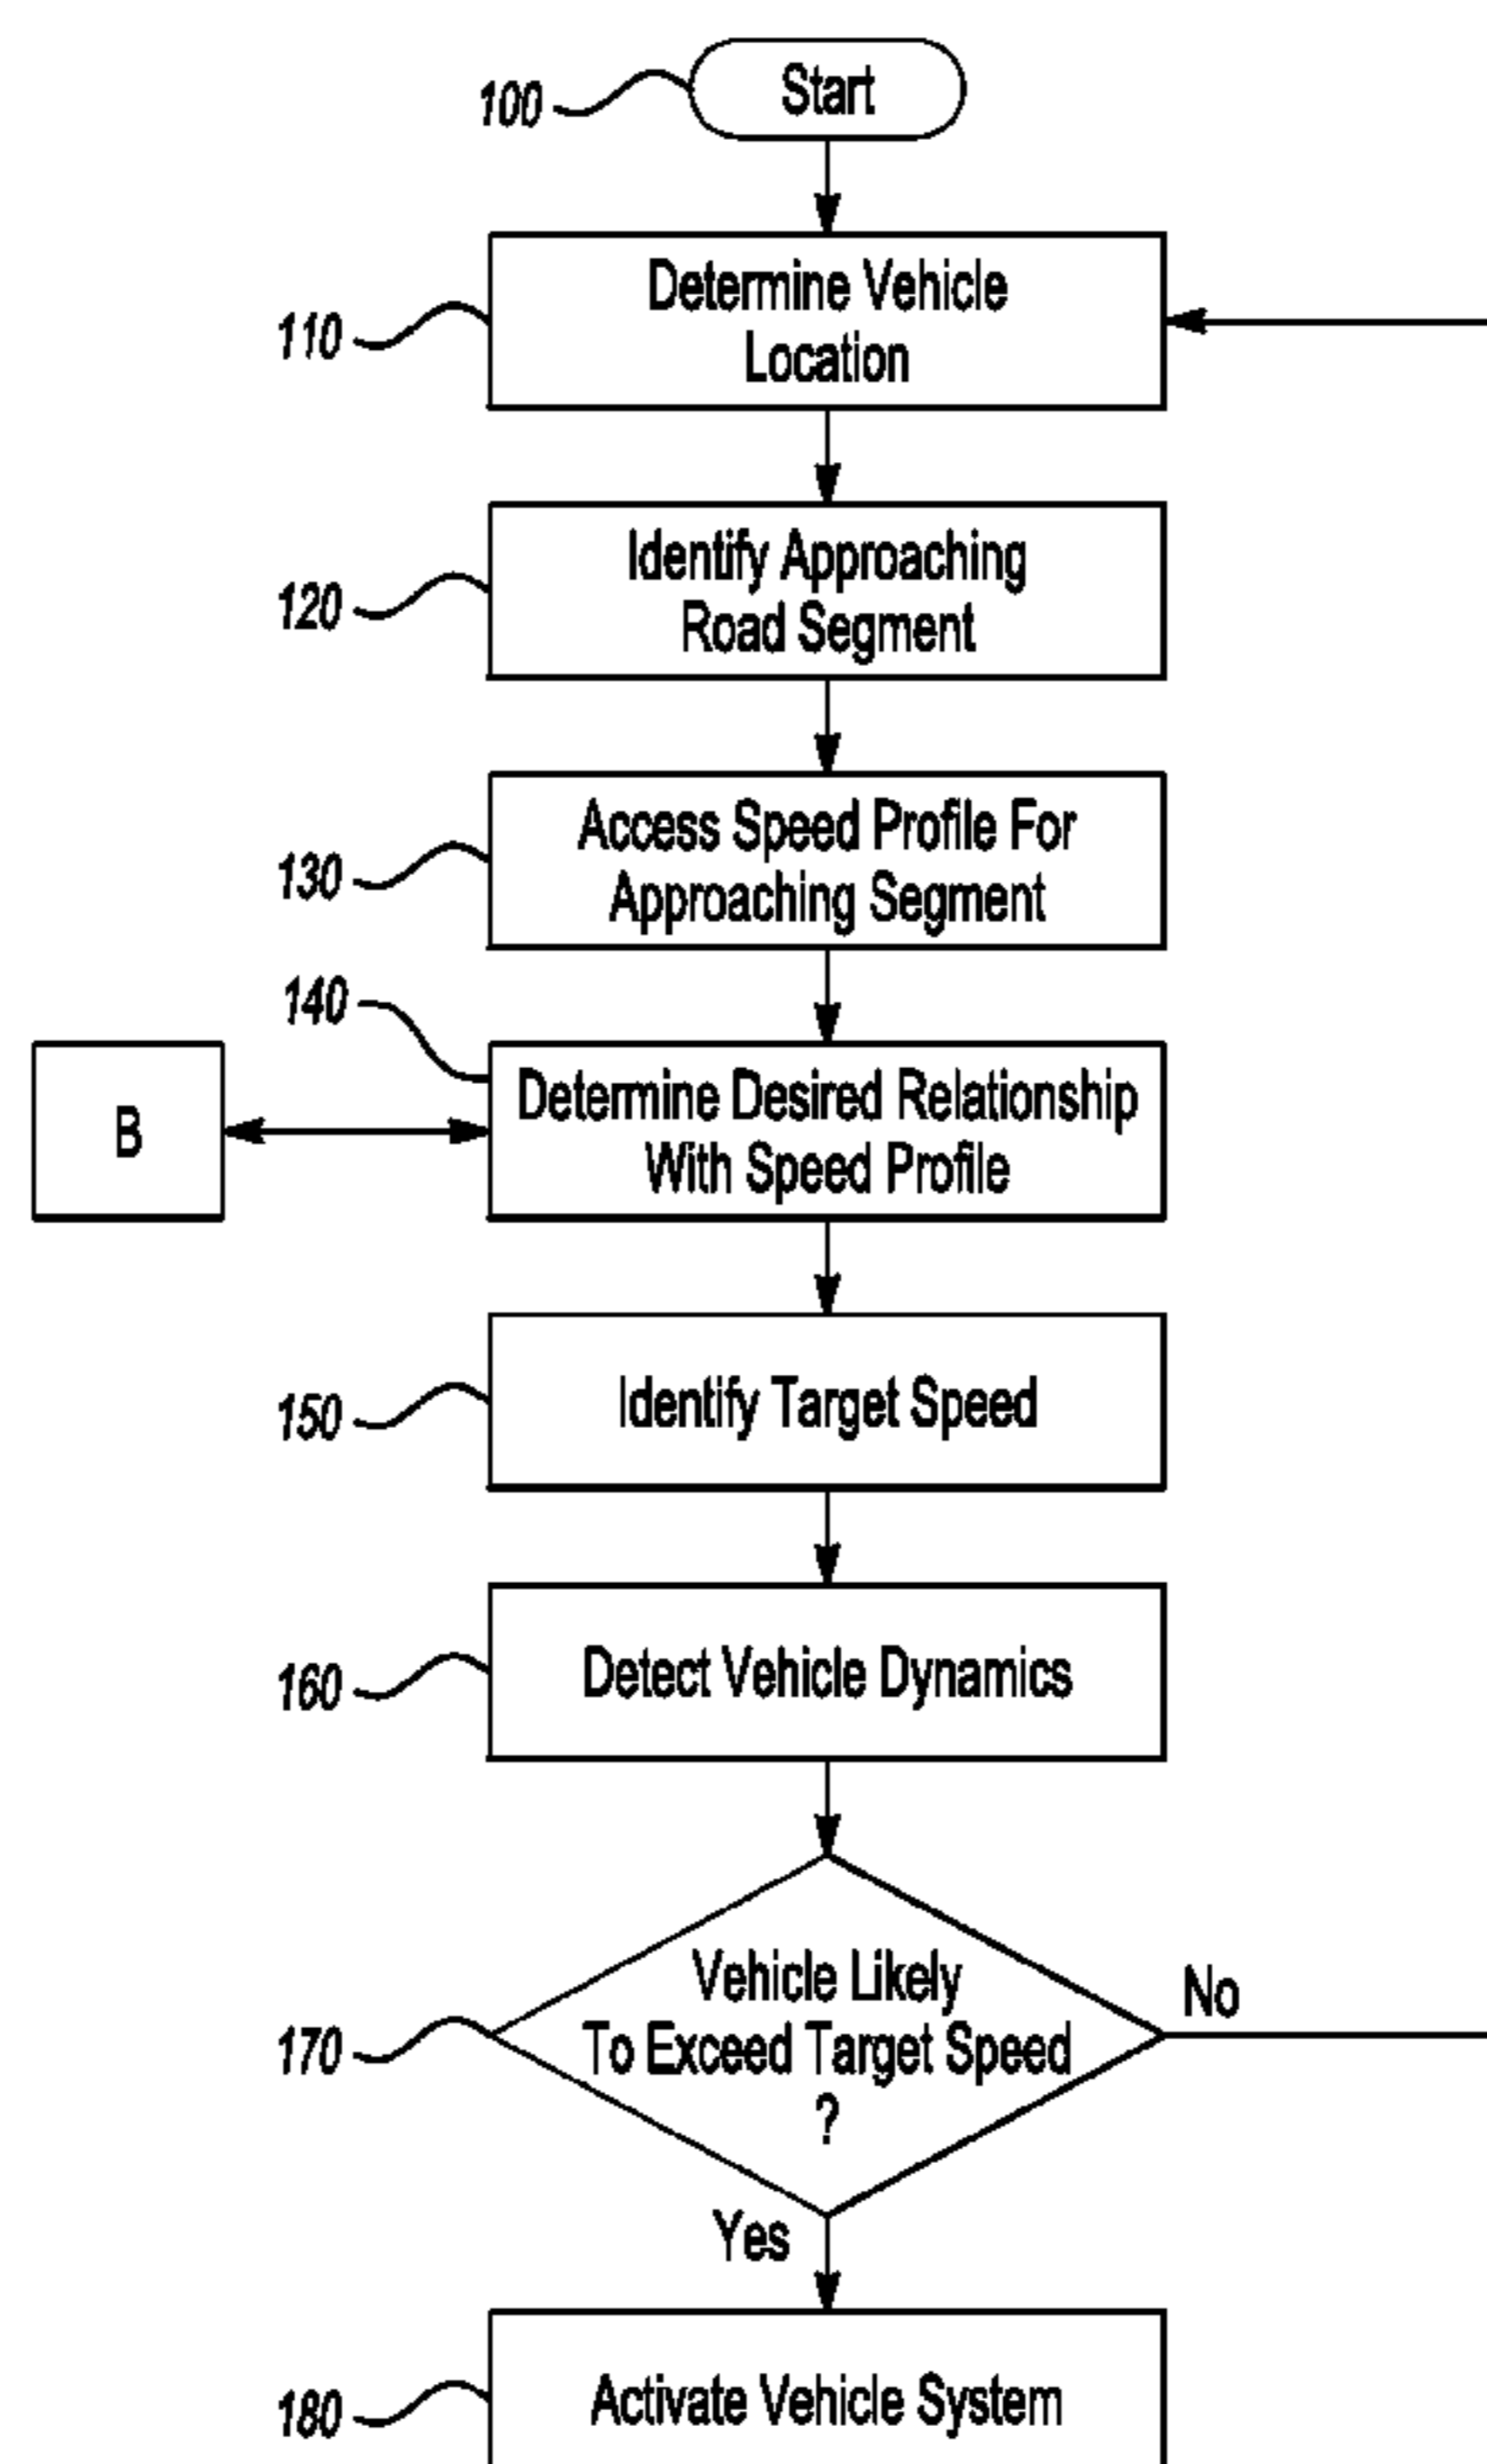 100
Start
110
Determine Vehicle
Location
120
Identify Approaching
Road Segment
130
Access Speed Profile For
Approaching Segment
140
B
Determine Desired Relationship
With Speed Profile
150
Identify Target Speed
160
Detect Vehicle Dynamics
170
Vehicle Likely
To Exceed Target Speed
?
No
Yes
180
Activate Vehicle System